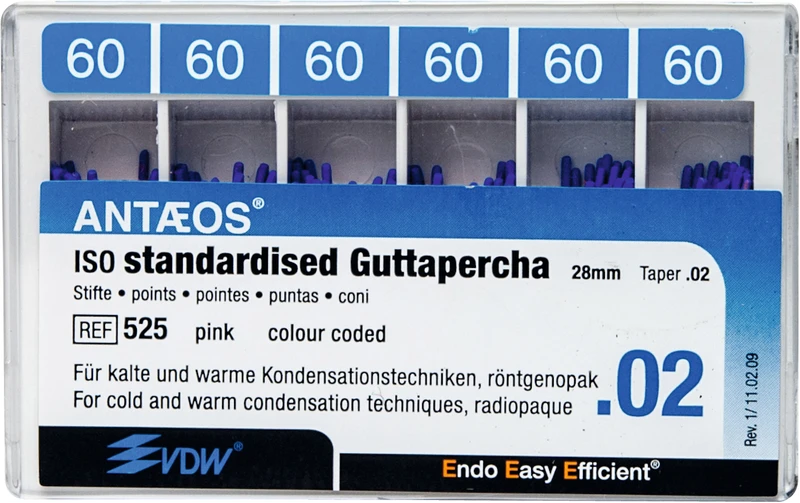 60 60 60 60 60 60
ANTÆOS®
ISO standardised Guttapercha 28mm Taper .02
Stifte • points • pointes • puntas • coni
REF 525 pink colour coded
Für kalte und warme Kondensationstechniken, röntgenopak
For cold and warm condensation techniques, radiopaque
.02
Rev. 1/ 11.02.09
VDW®
Endo Easy Efficient®